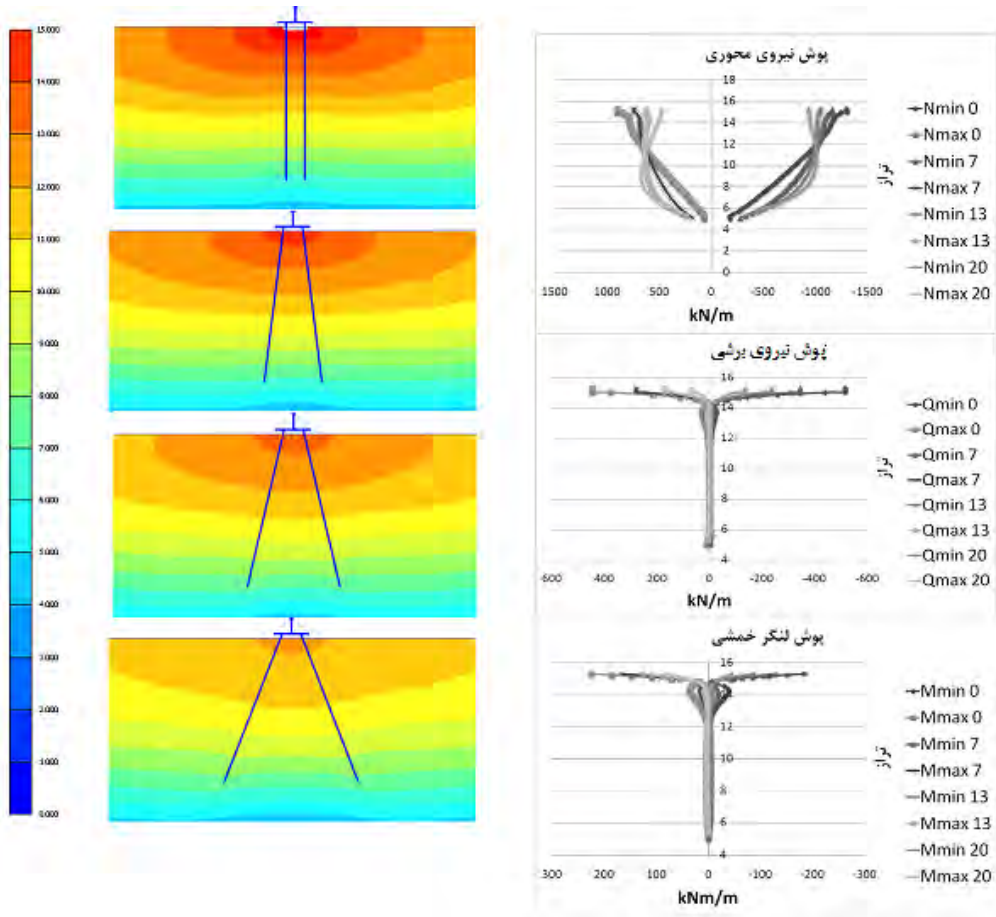 15.000
14.000
13.000
12.000
11.000
10.000
9.000
8.000
7.000
6.000
5.000
4.000
3.000
2.000
1.000
0.000
پوش نیروی محوری
18
16
14
12
10
8
6
4
2
0
تراز
1500 1000 500 0 -500 -1000 -1500
kN/m
Nmin 0
Nmax 0
Nmin 7
Nmax 7
Nmin 13
Nmax 13
Nmin 20
Nmax 20
پوش نیروی برشی
16
14
12
10
8
6
4
تراز
600 400 200 0 -200 -400 -600
kN/m
Qmin 0
Qmax 0
Qmin 7
Qmax 7
Qmin 13
Qmax 13
Qmin 20
Qmax 20
پوش لنگر خمشی
16
14
12
10
8
6
4
تراز
300 200 100 0 -100 -200 -300
kNm/m
Mmin 0
Mmax 0
Mmin 7
Mmax 7
Mmin 13
Mmax 13
Mmin 20
Mmax 20